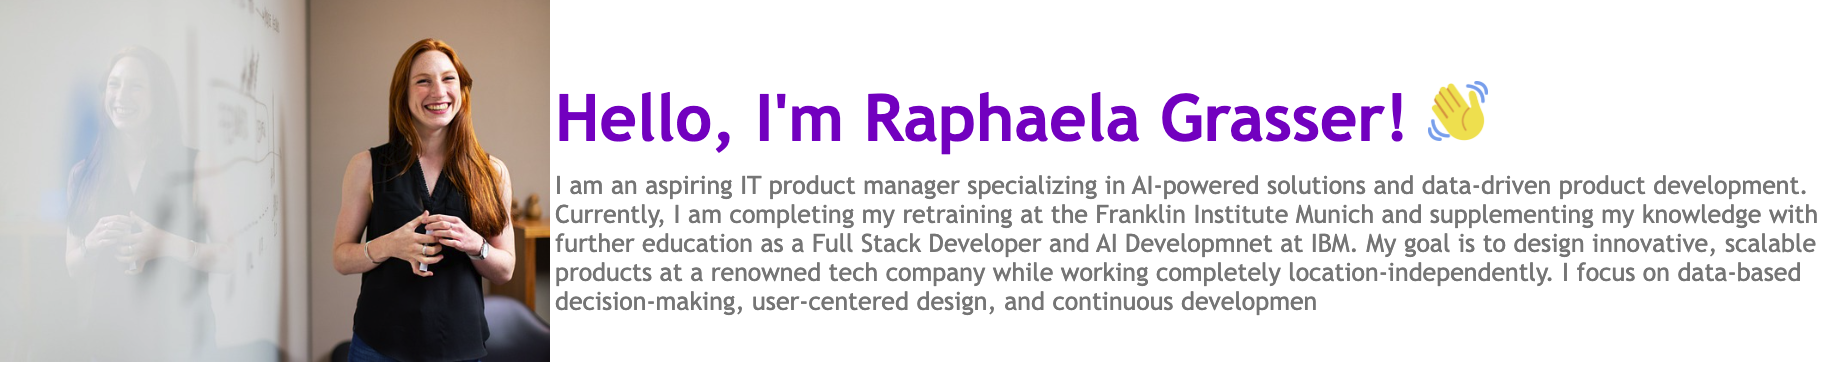 Hello, I'm Raphaela Grasser! 👋
I am an aspiring IT product manager specializing in AI-powered solutions and data-driven product development.
Currently, I am completing my retraining at the Franklin Institute Munich and supplementing my knowledge with
further education as a Full Stack Developer and AI Developmnet at IBM. My goal is to design innovative, scalable
products at a renowned tech company while working completely location-independently. I focus on data-based
decision-making, user-centered design, and continuous developmen